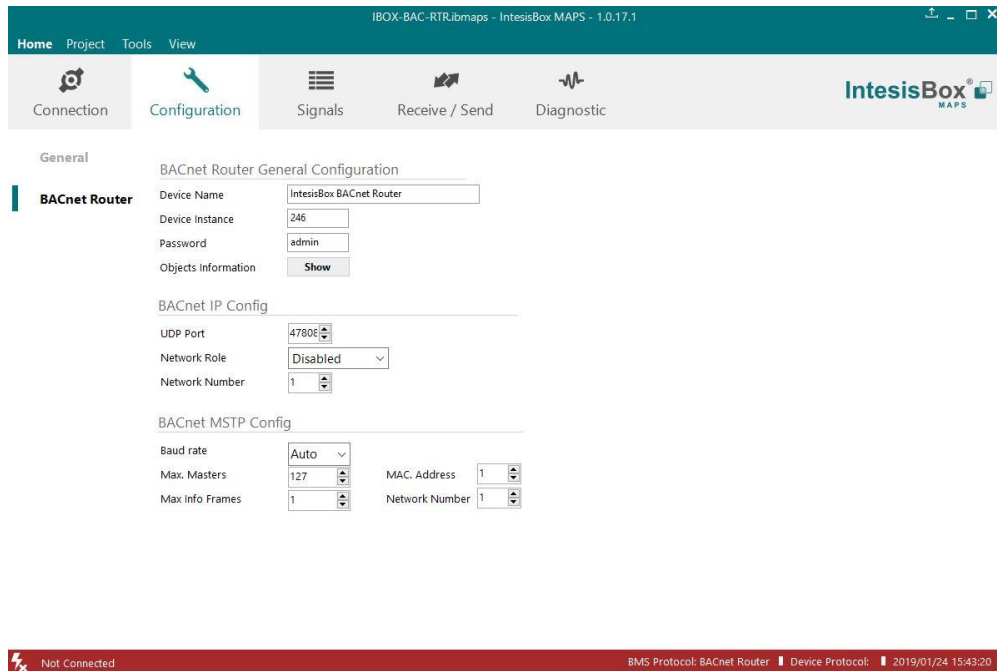 IBOX-BAC-RTR.ibmaps - IntesisBox MAPS - 1.0.17.1
Home Project Tools View
Connection Configuration Signals Receive / Send Diagnostic
IntesisBox®
MAPS
General
BACnet Router
BACnet Router General Configuration
Device Name IntesisBox BACnet Router
Device Instance 246
Password admin
Objects Information Show
BACnet IP Config
UDP Port 47808
Network Role Disabled
Network Number 1
BACnet MSTP Config
Baud rate Auto
Max. Masters 127 MAC. Address 1
Max Info Frames 1 Network Number 1
Not Connected BMS Protocol: BACnet Router Device Protocol: 2019/01/24 15:43:20